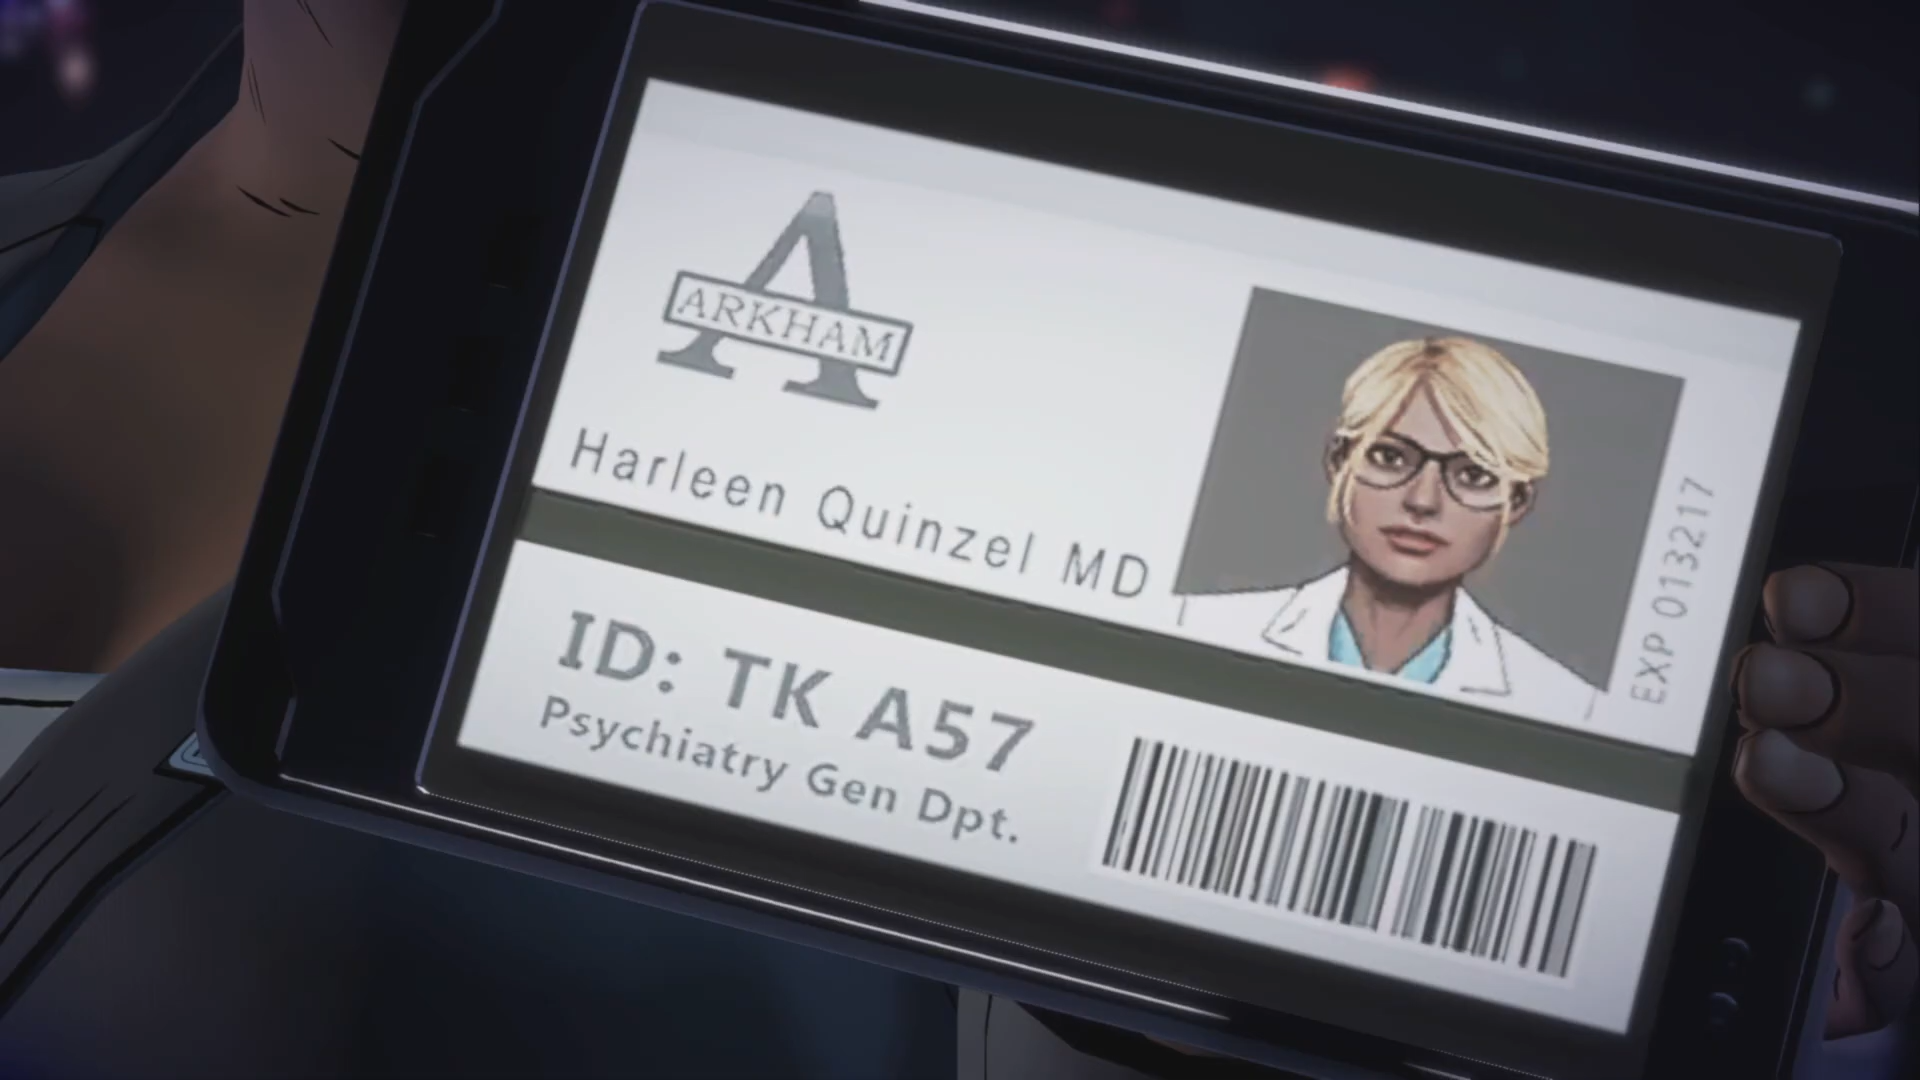 ARKHAM
Harleen Quinzel MD
EXP 013217
ID: TK A57
Psychiatry Gen Dpt.